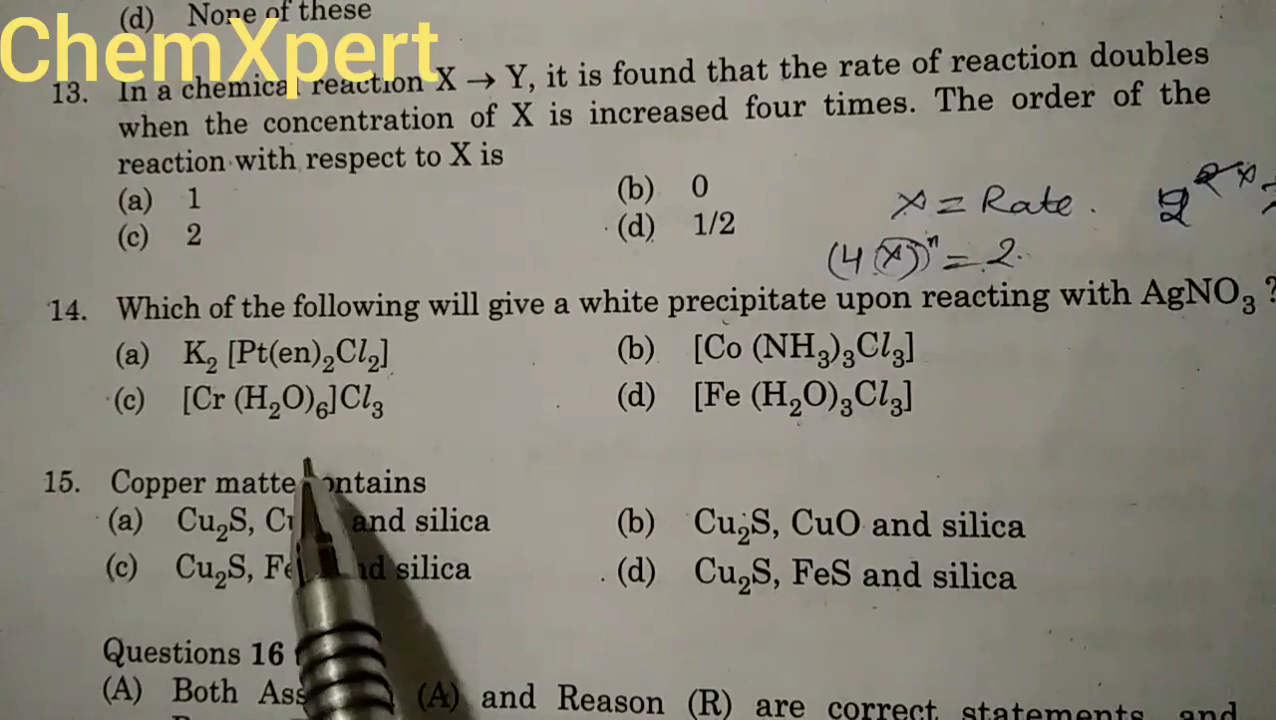 (d) None of these
ChemXpert
13. In a chemical reaction X → Y, it is found that the rate of reaction doubles
when the concentration of X is increased four times. The order of the
reaction with respect to X is
(a) 1 (b) 0
(c) 2 (d) 1/2
x = Rate.
(4 x)^n = 2.
14. Which of the following will give a white precipitate upon reacting with AgNO₃ ?
(a) K₂ [Pt(en)₂Cl₂] (b) [Co (NH₃)₃Cl₃]
(c) [Cr (H₂O)₆]Cl₃ (d) [Fe (H₂O)₃Cl₃]
15. Copper matte contains
(a) Cu₂S, and silica (b) Cu₂S, CuO and silica
(c) Cu₂S, silica (d) Cu₂S, FeS and silica
Questions 16
(A) Both (A) and Reason (R) are correct statements, and